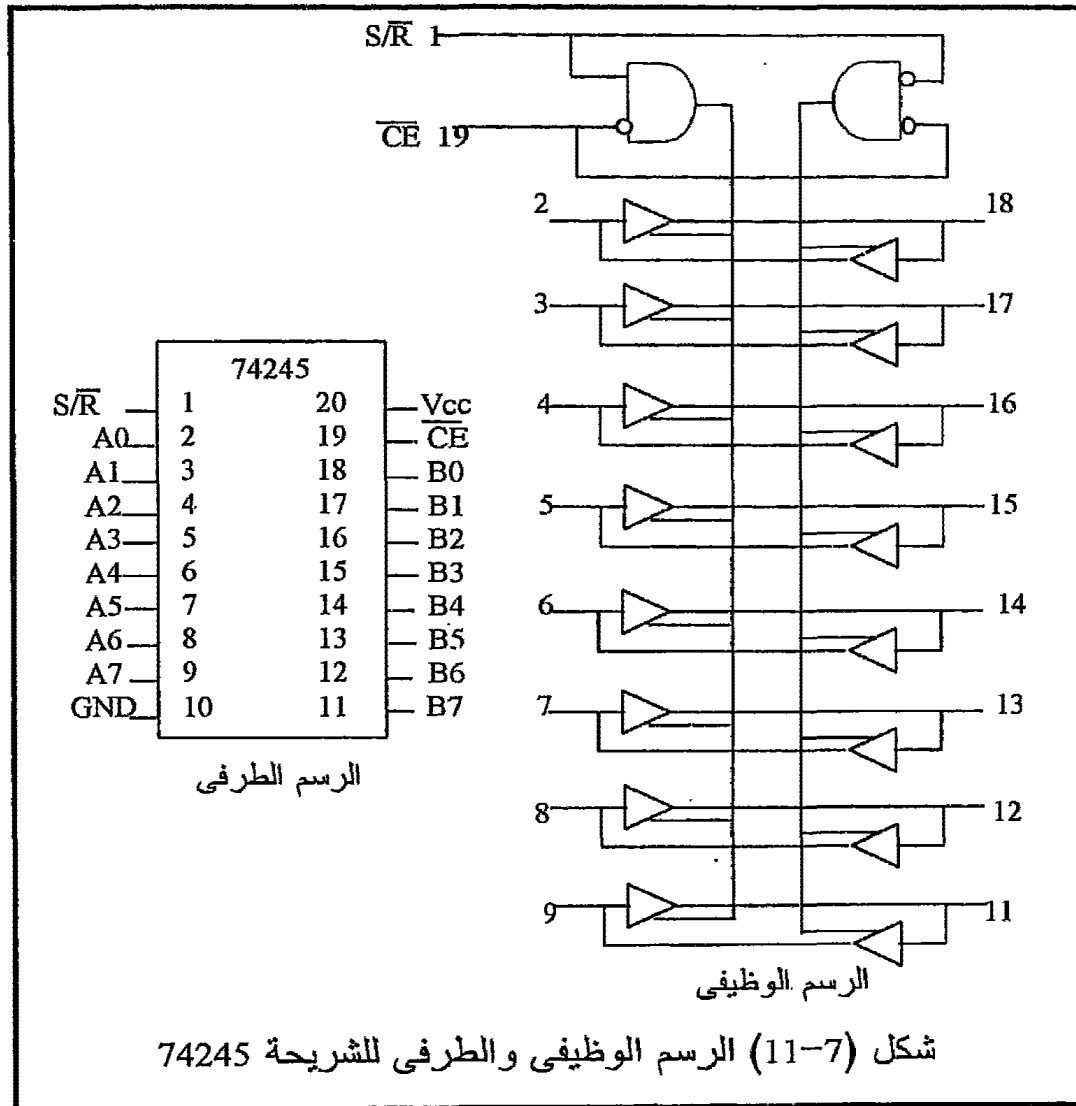 S/R̅ 1
C̅E̅ 19
2 18
3 17
4 16
5 15
6 14
7 13
8 12
9 11
الرسم الوظيفى
74245
S/R̅ 1 20 Vcc
A0 2 19 C̅E̅
A1 3 18 B0
A2 4 17 B1
A3 5 16 B2
A4 6 15 B3
A5 7 14 B4
A6 8 13 B5
A7 9 12 B6
GND 10 11 B7
الرسم الطرفى
شكل (7-11) الرسم الوظيفى والطرفى للشريحة 74245